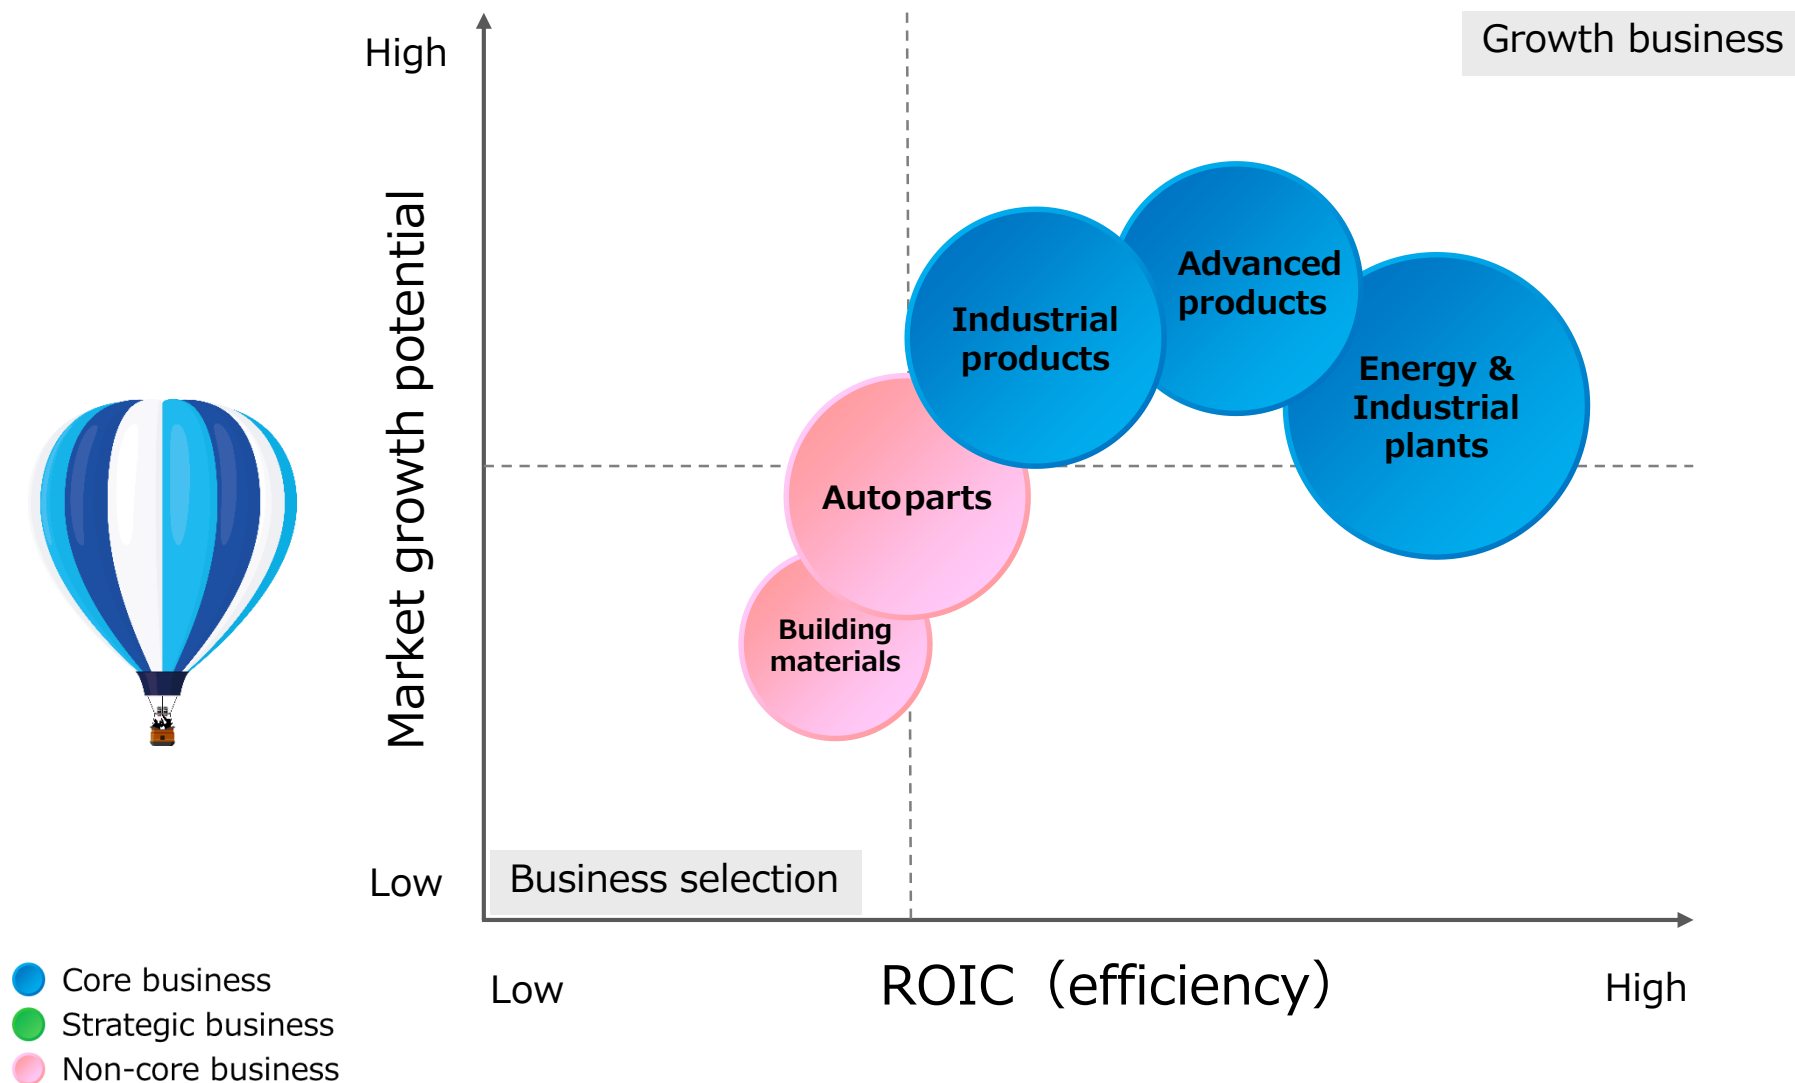 High
Growth business
Market growth potential
Advanced
products
Industrial
products
Energy &
Industrial
plants
Autoparts
Building
materials
Low
Business selection
Low
ROIC（efficiency）
High
Core business
Strategic business
Non-core business